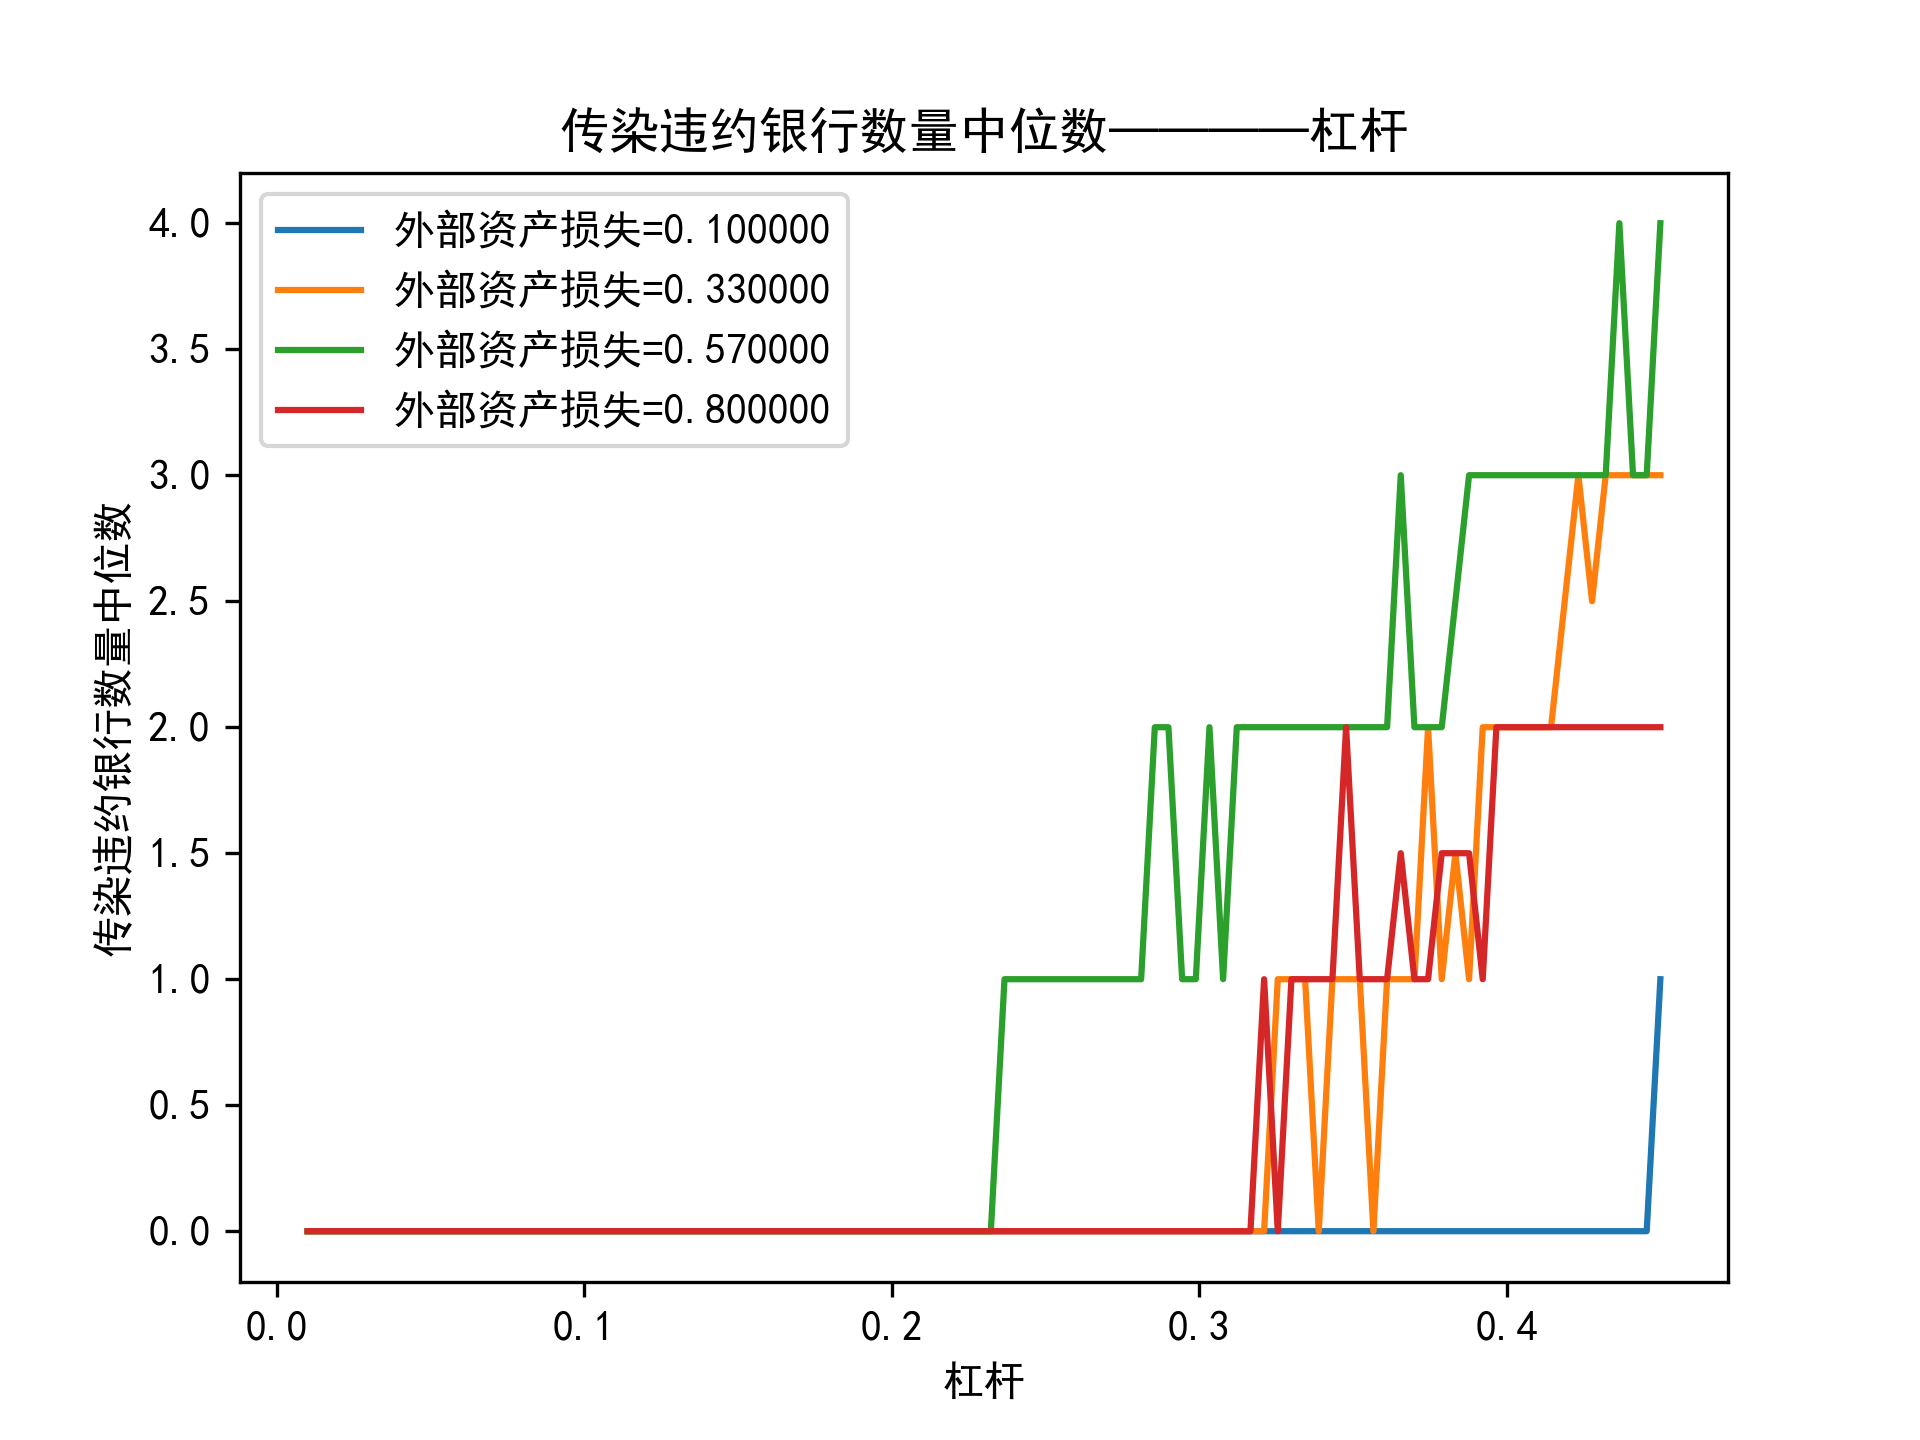 传染违约银行数量中位数————杠杆
外部资产损失=0.100000
外部资产损失=0.330000
外部资产损失=0.570000
外部资产损失=0.800000
传染违约银行数量中位数
4.0
3.5
3.0
2.5
2.0
1.5
1.0
0.5
0.0
0.0 0.1 0.2 0.3 0.4
杠杆